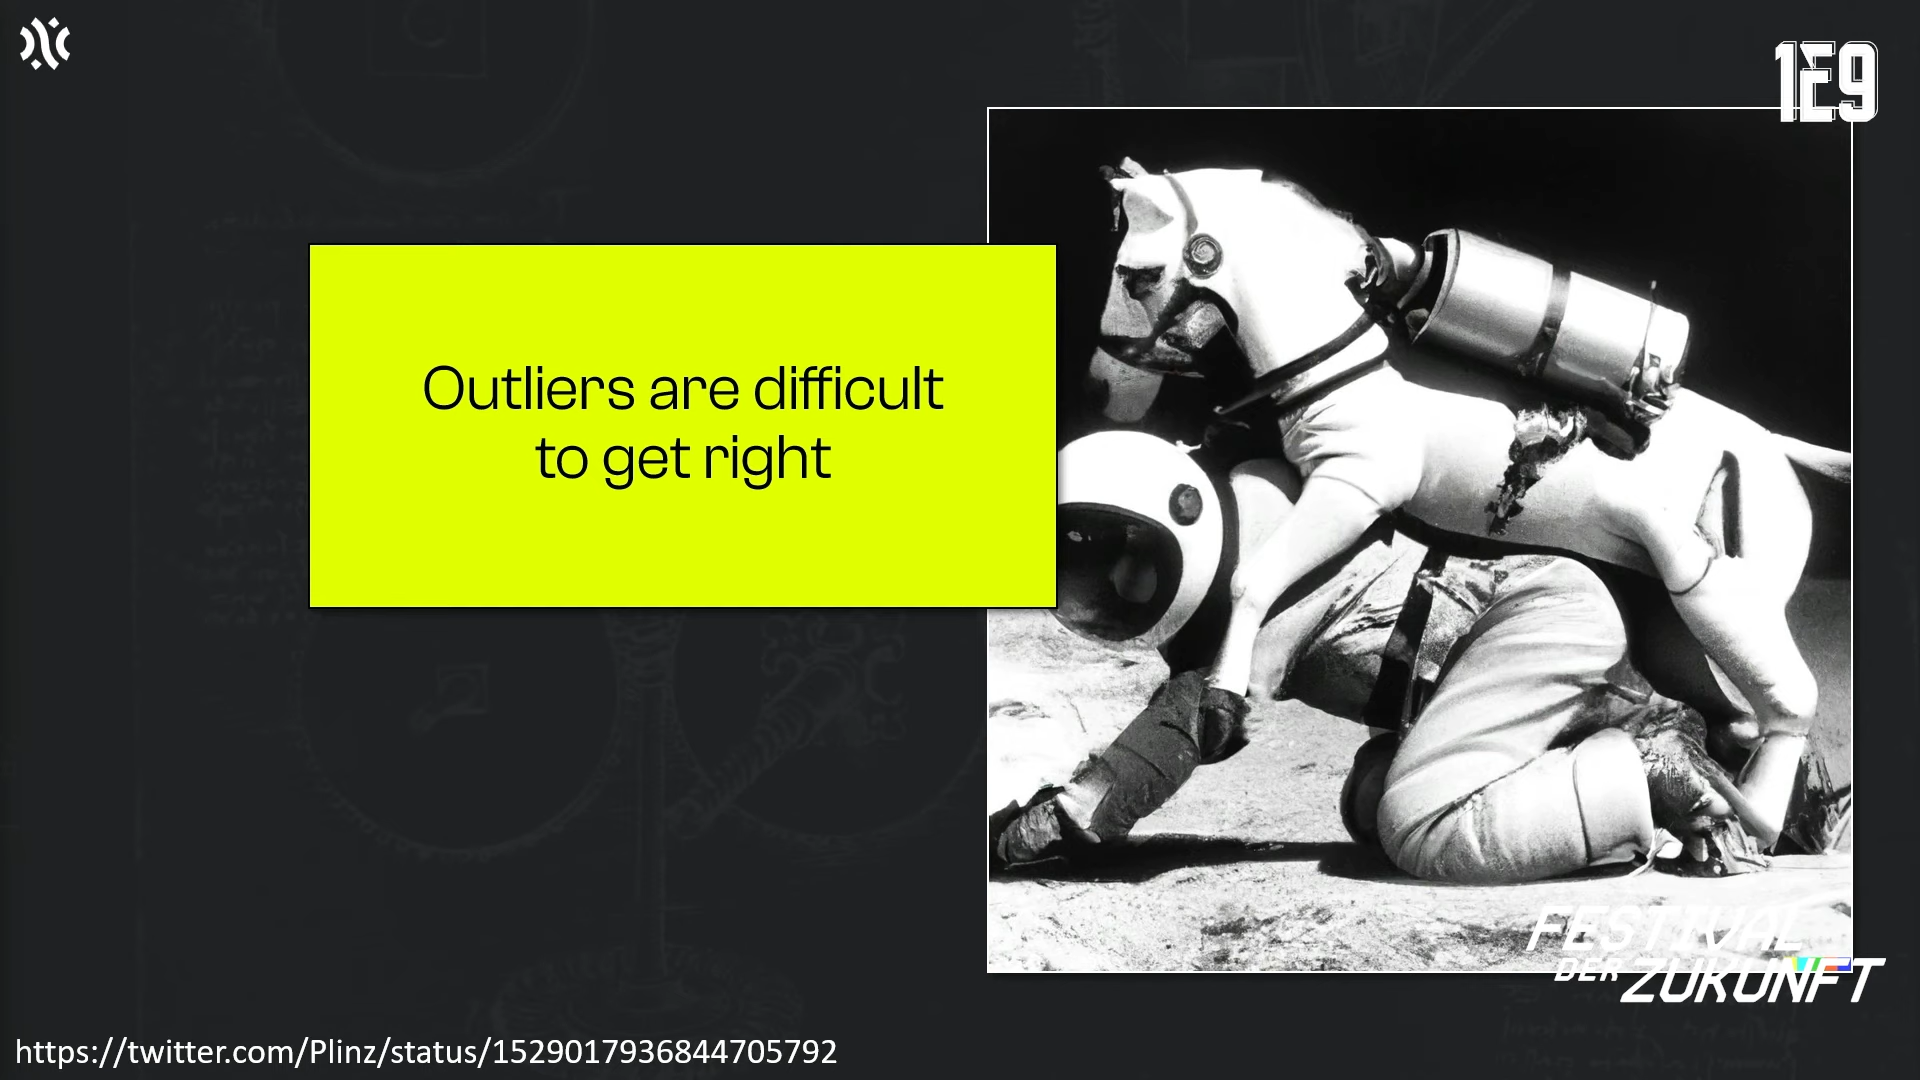 1E9
Outliers are difficult
to get right
FESTIVAL
DER ZUKUNFT
https://twitter.com/Plinz/status/1529017936844705792